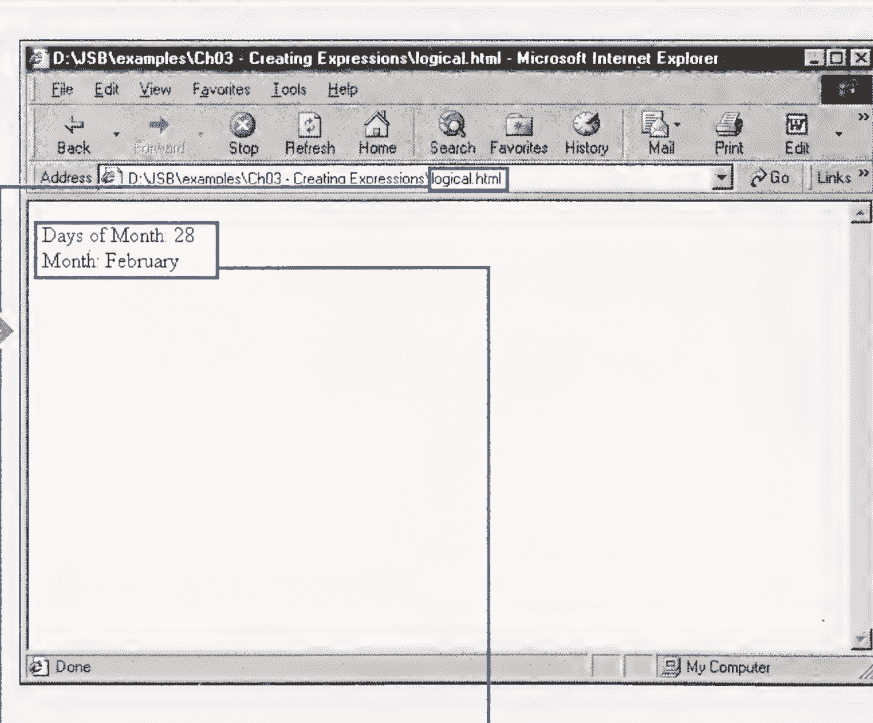 D:\JSB\examples\Ch03 - Creating Expressions\logical.html - Microsoft Internet Explorer
File Edit View Favorites Tools Help
Back Forward Stop Refresh Home Search Favorites History Mail Print Edit »
Address D:\JSB\examples\Ch03 - Creating Expressions\logical.html Go Links »
Days of Month: 28
Month: February
Done My Computer